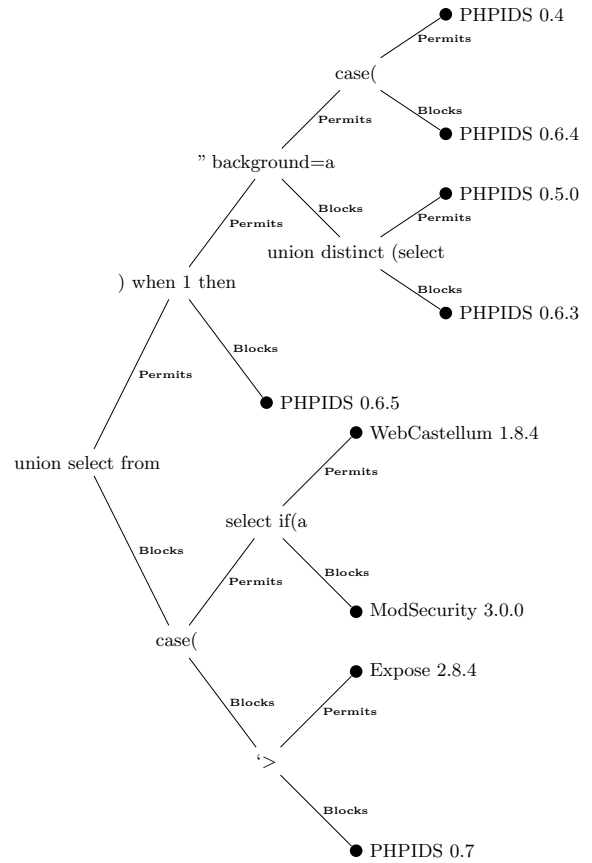 PHPIDS 0.4
Permits
case(
Blocks
Permits
PHPIDS 0.6.4
” background=a
PHPIDS 0.5.0
Blocks
Permits
Permits
union distinct (select
) when 1 then
Blocks
PHPIDS 0.6.3
Blocks
Permits
PHPIDS 0.6.5
WebCastellum 1.8.4
union select from
Permits
select if(a
Blocks
Blocks
Permits
ModSecurity 3.0.0
case(
Expose 2.8.4
Blocks
Permits
‘>
Blocks
PHPIDS 0.7